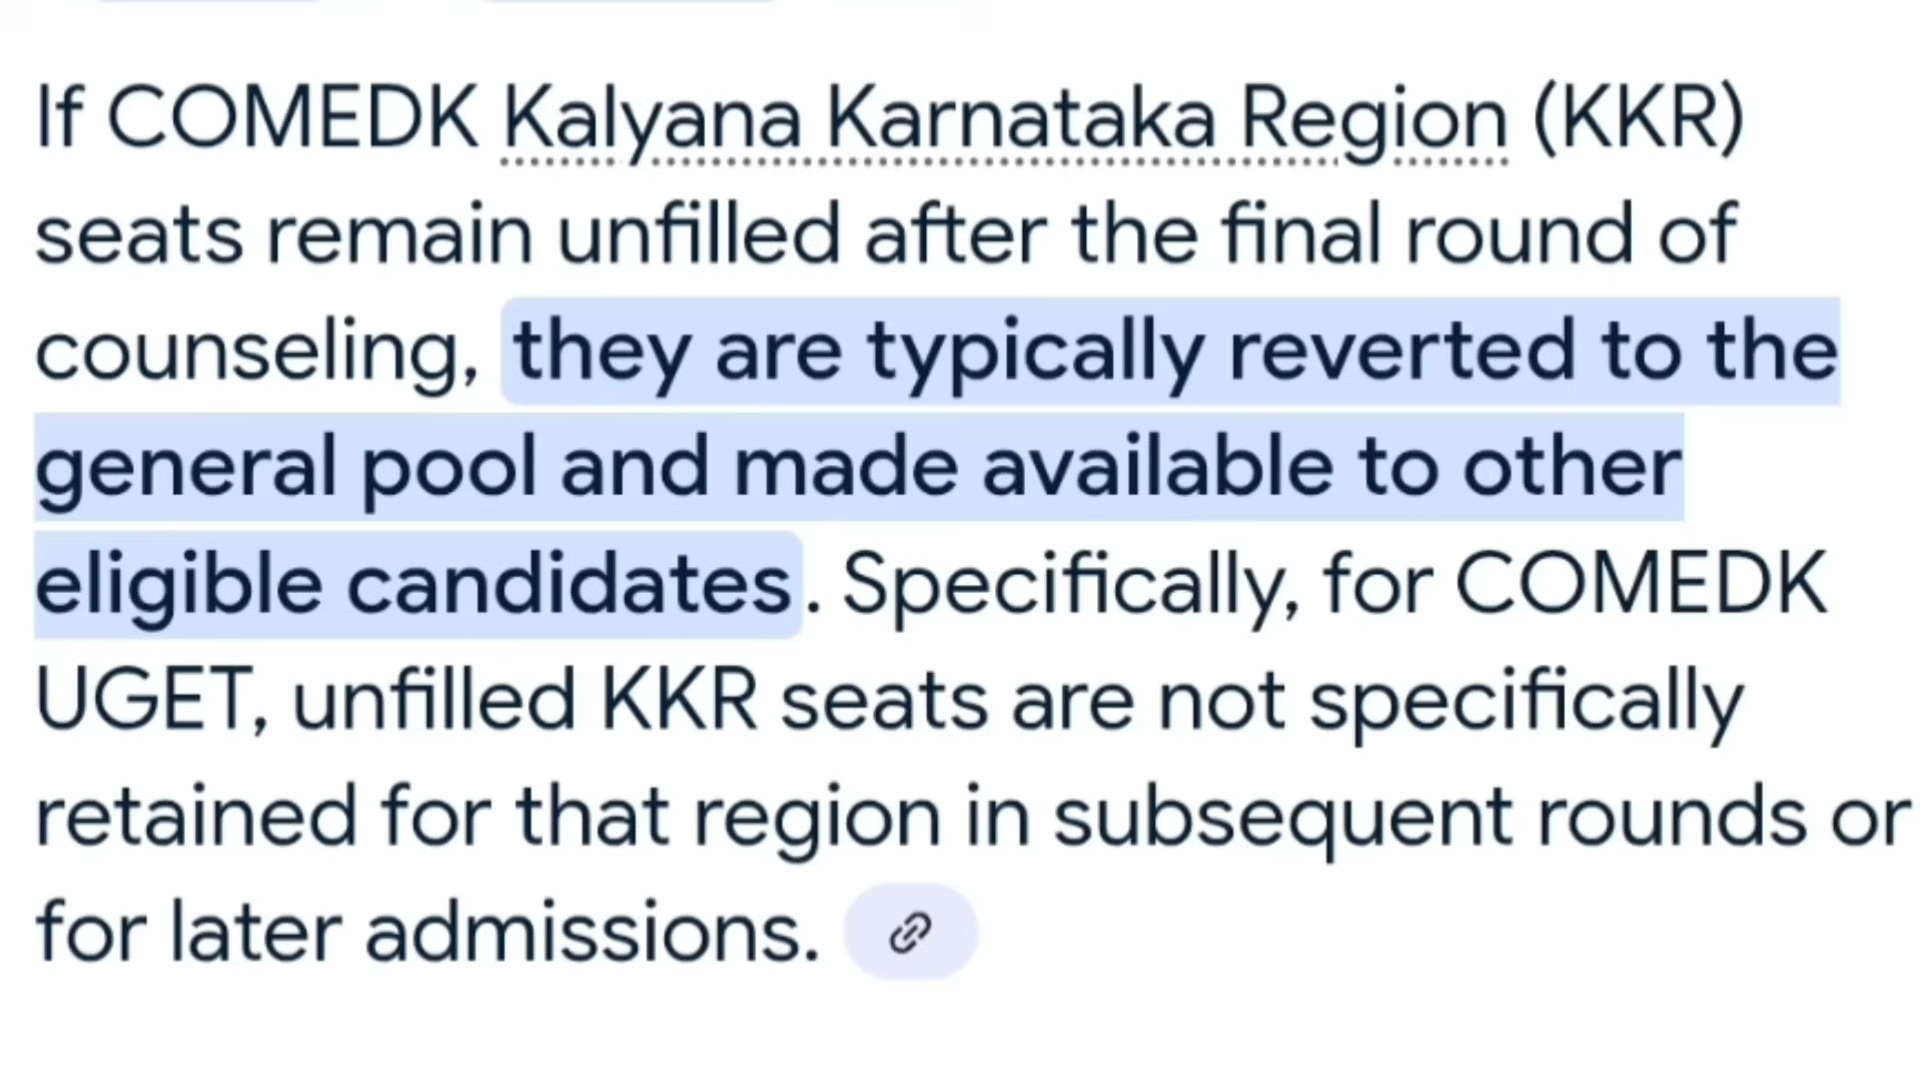 If COMEDK Kalyana Karnataka Region (KKR)
seats remain unfilled after the final round of
counseling, they are typically reverted to the
general pool and made available to other
eligible candidates. Specifically, for COMEDK
UGET, unfilled KKR seats are not specifically
retained for that region in subsequent rounds or
for later admissions.